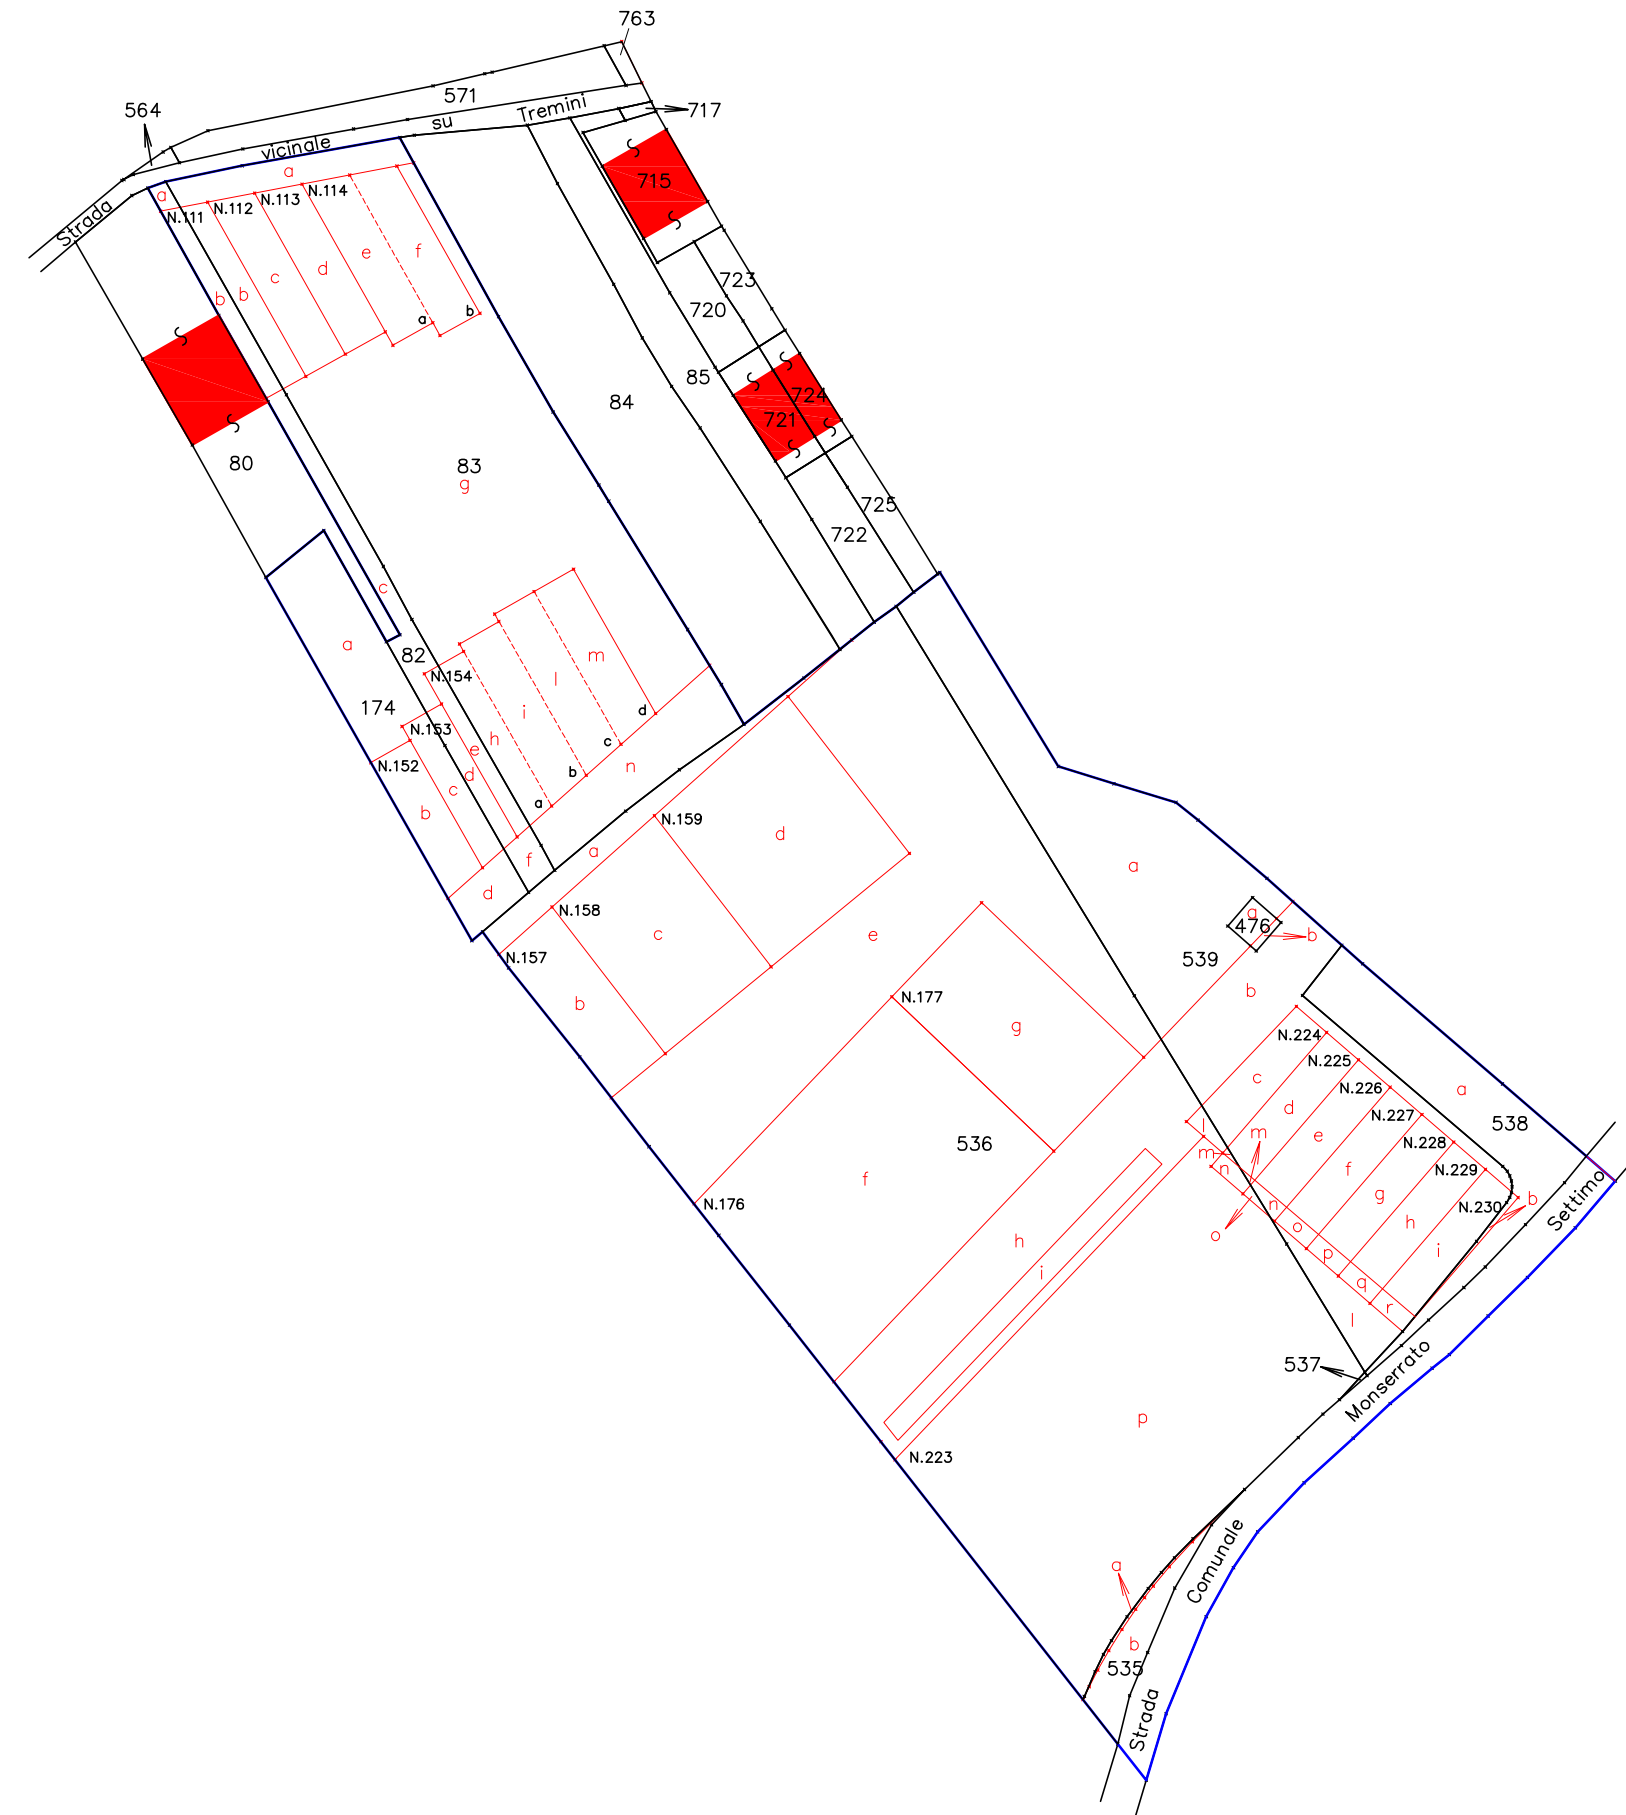 763
571
564
717
Strada
vicinale
su
Tremini
a
a
N.111
N.112
N.113
N.114
715
b
b
c
d
e
f
a
b
723
720
85
84
724
721
80
83
g
725
722
c
a
82
N.154
m
l
i
174
N.153
h
e
d
d
c
b
a
n
N.152
c
b
f
d
a
N.159
d
a
N.158
c
e
N.157
b
a
476
b
539
b
N.177
g
N.224
N.225
N.226
N.227
N.228
N.229
N.230
a
538
c
d
e
f
g
h
i
b
l
m
m
n
n
o
o
p
q
r
l
536
f
N.176
h
i
Settimo
537
Monserrato
p
N.223
Comunale
a
b
535
Strada